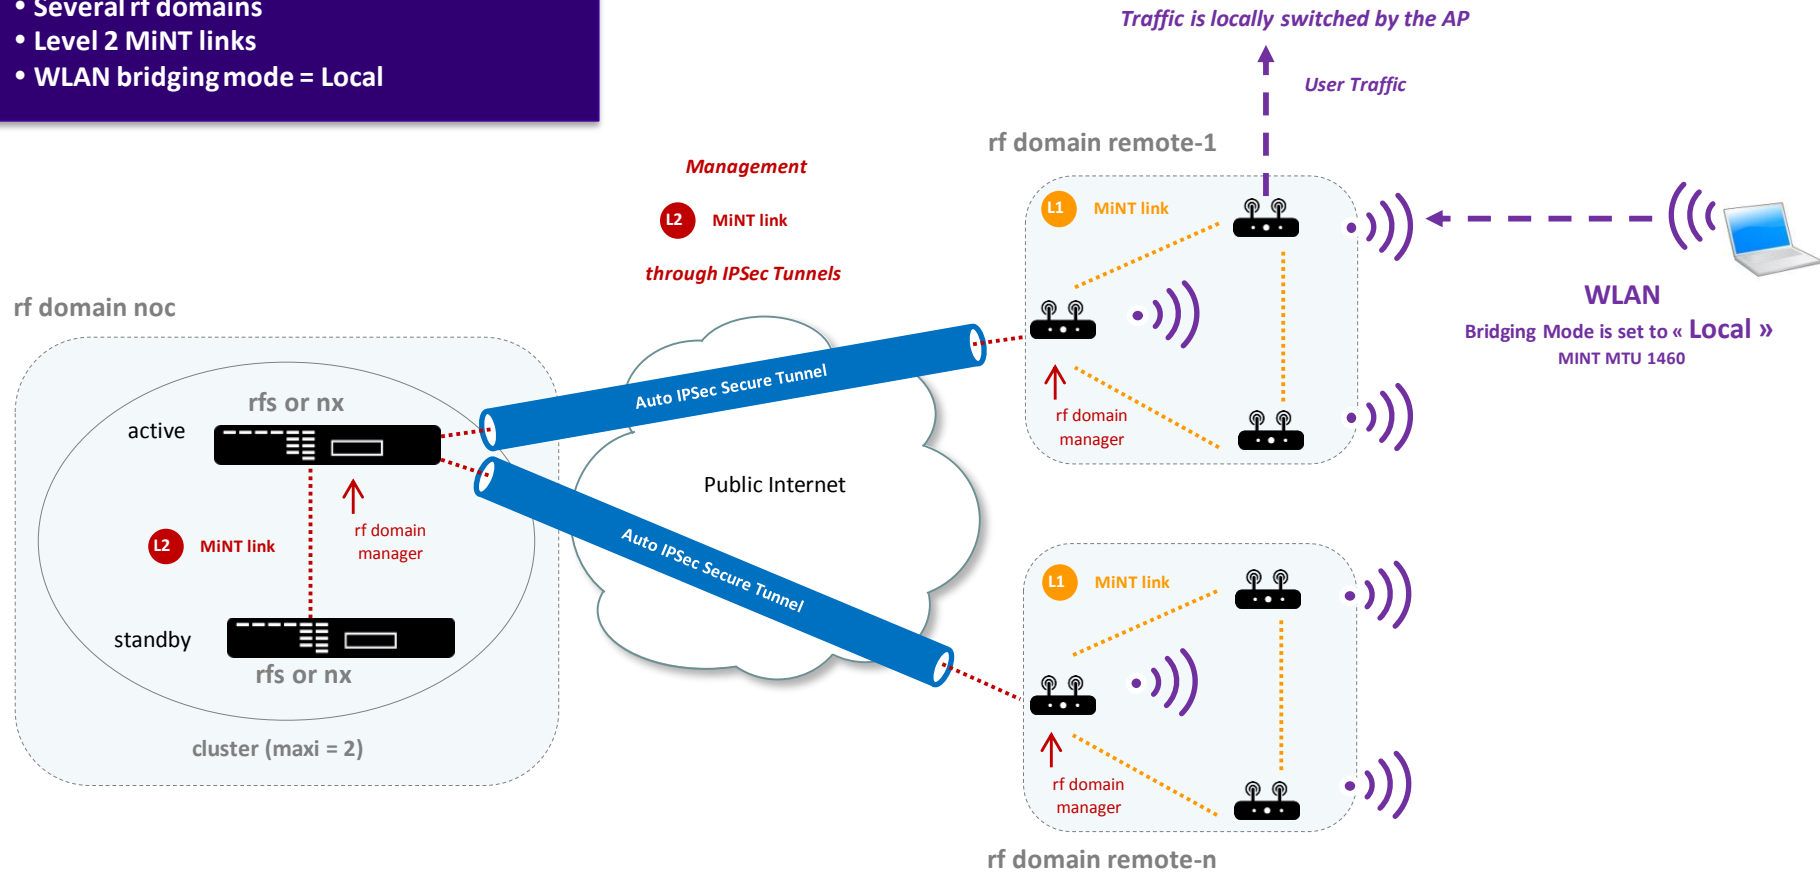 • Several rf domains
• Level 2 MiNT links
• WLAN bridging mode = Local
Traffic is locally switched by the AP
User Traffic
rf domain remote-1
Management
L2 MiNT link
through IPSec Tunnels
L1 MiNT link
WLAN
Bridging Mode is set to « Local »
MINT MTU 1460
rf domain
manager
rf domain noc
rfs or nx
active
Auto IPSec Secure Tunnel
Public Internet
rf domain
manager
L2 MiNT link
Auto IPSec Secure Tunnel
standby
rfs or nx
cluster (maxi = 2)
L1 MiNT link
rf domain
manager
rf domain remote-n